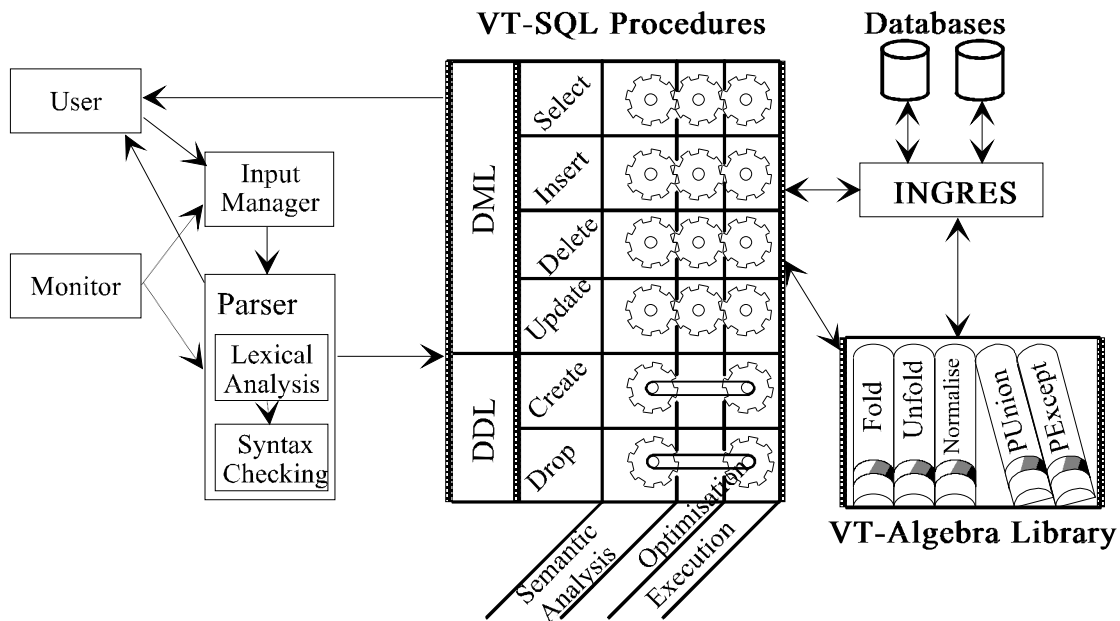 VT-SQL Procedures
Databases
User
Input
Manager
Monitor
Parser
Lexical
Analysis
Syntax
Checking
DML
DDL
Select
Insert
Delete
Update
Create
Drop
Semantic
Analysis
Optimisation
Execution
INGRES
Fold
Unfold
Normalise
PUnion
PExcept
VT-Algebra Library